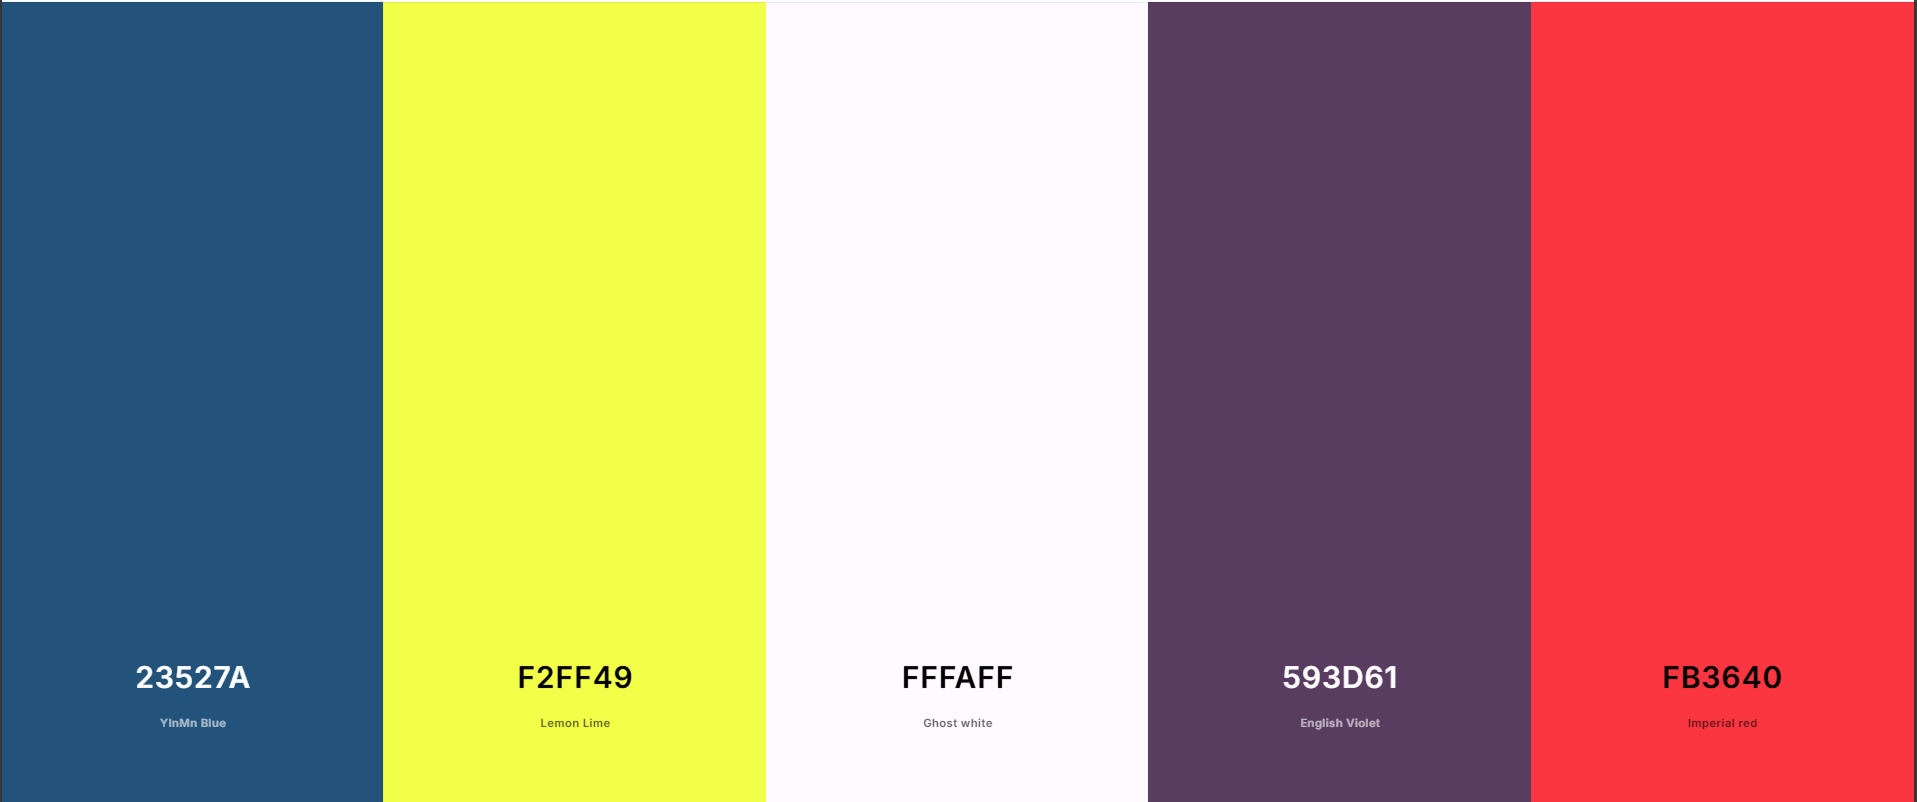 23527A
YInMn Blue
F2FF49
Lemon Lime
FFFAFF
Ghost white
593D61
English Violet
FB3640
Imperial red